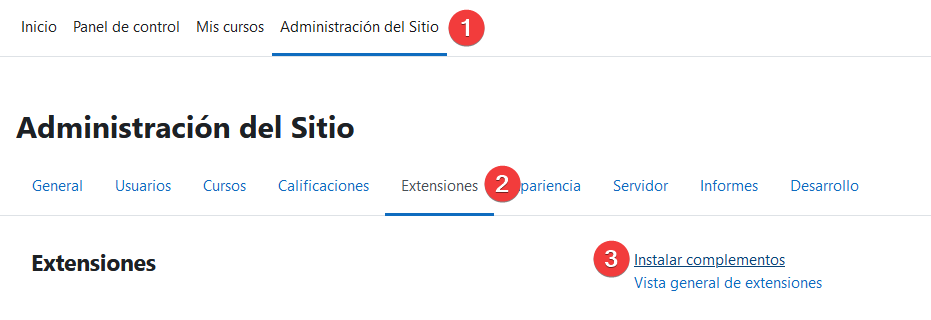 Inicio Panel de control Mis cursos Administración del Sitio 1
Administración del Sitio
General Usuarios Cursos Calificaciones Extensiones 2 pariencia Servidor Informes Desarrollo
Extensiones
3 Instalar complementos
Vista general de extensiones